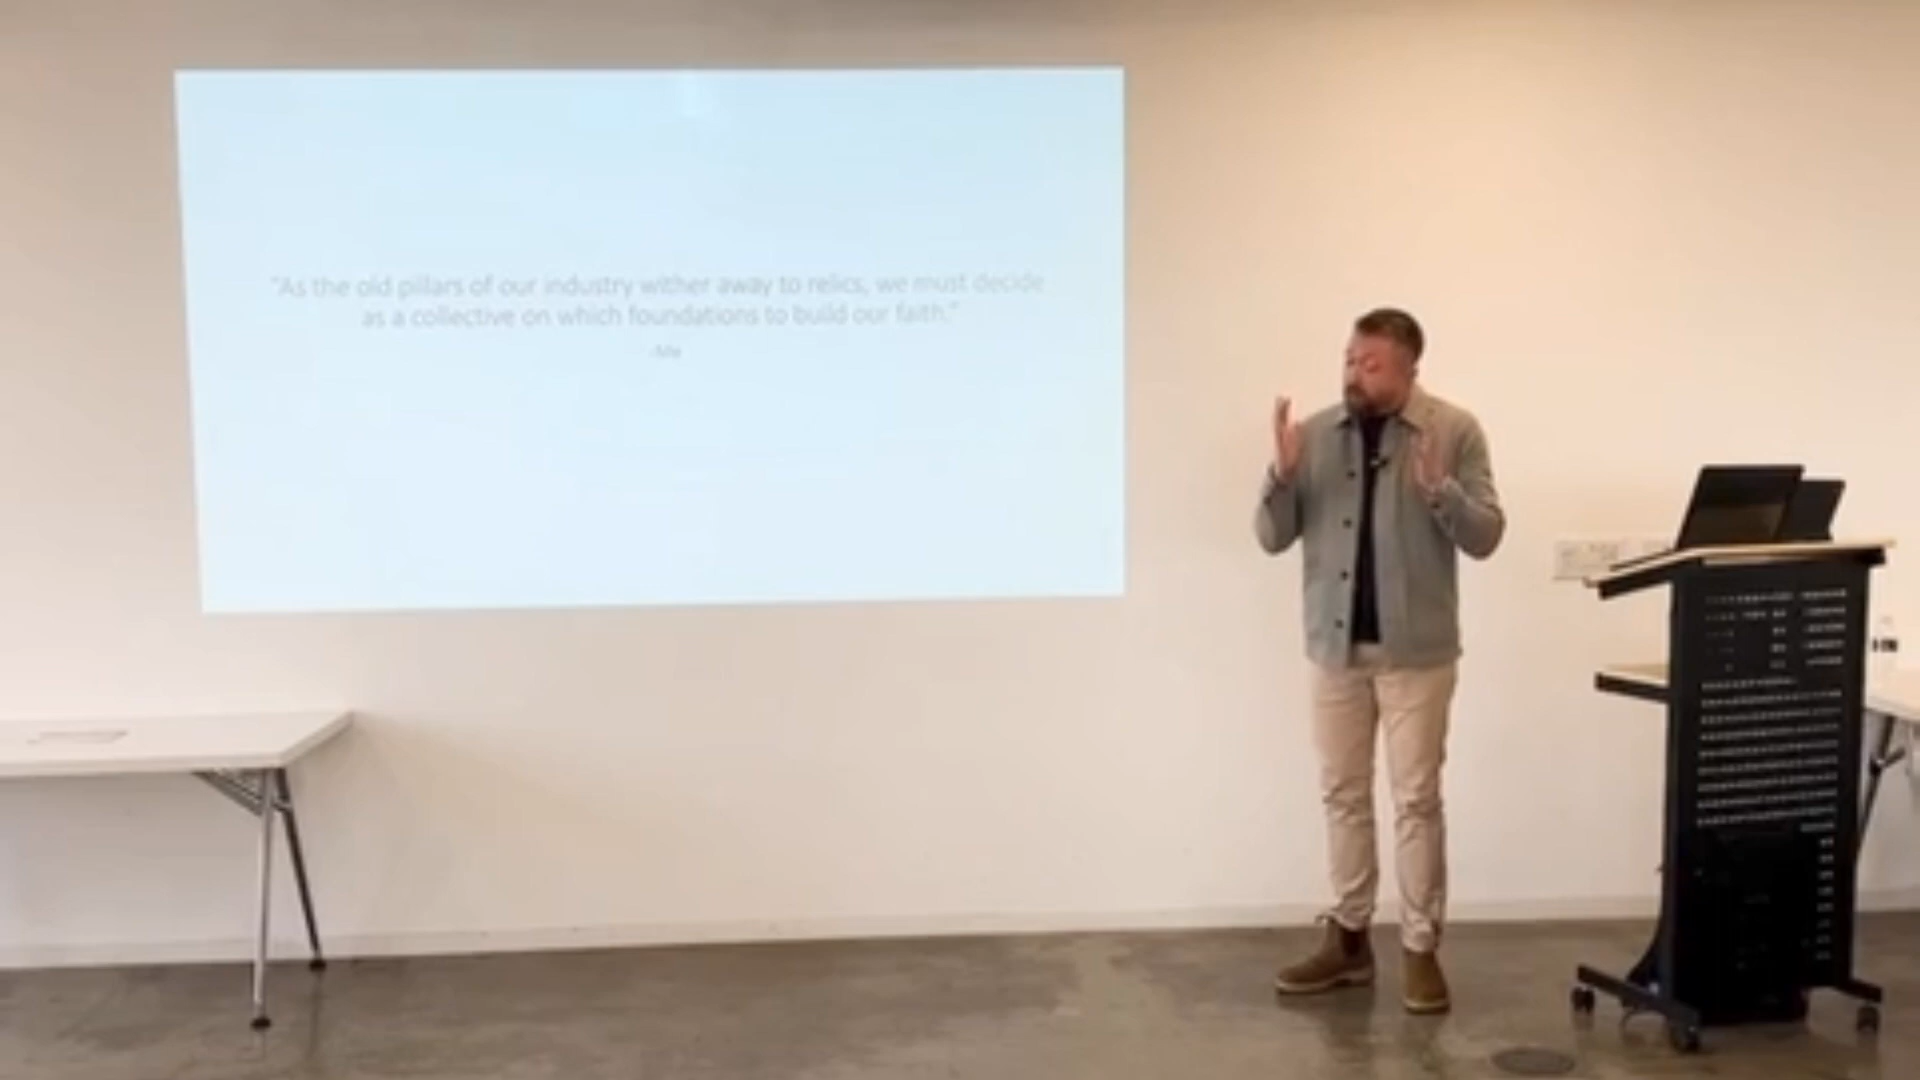 "As the old pillars of our industry wither away to relics, we must decide
as a collective on which foundations to build our faith."
-Me